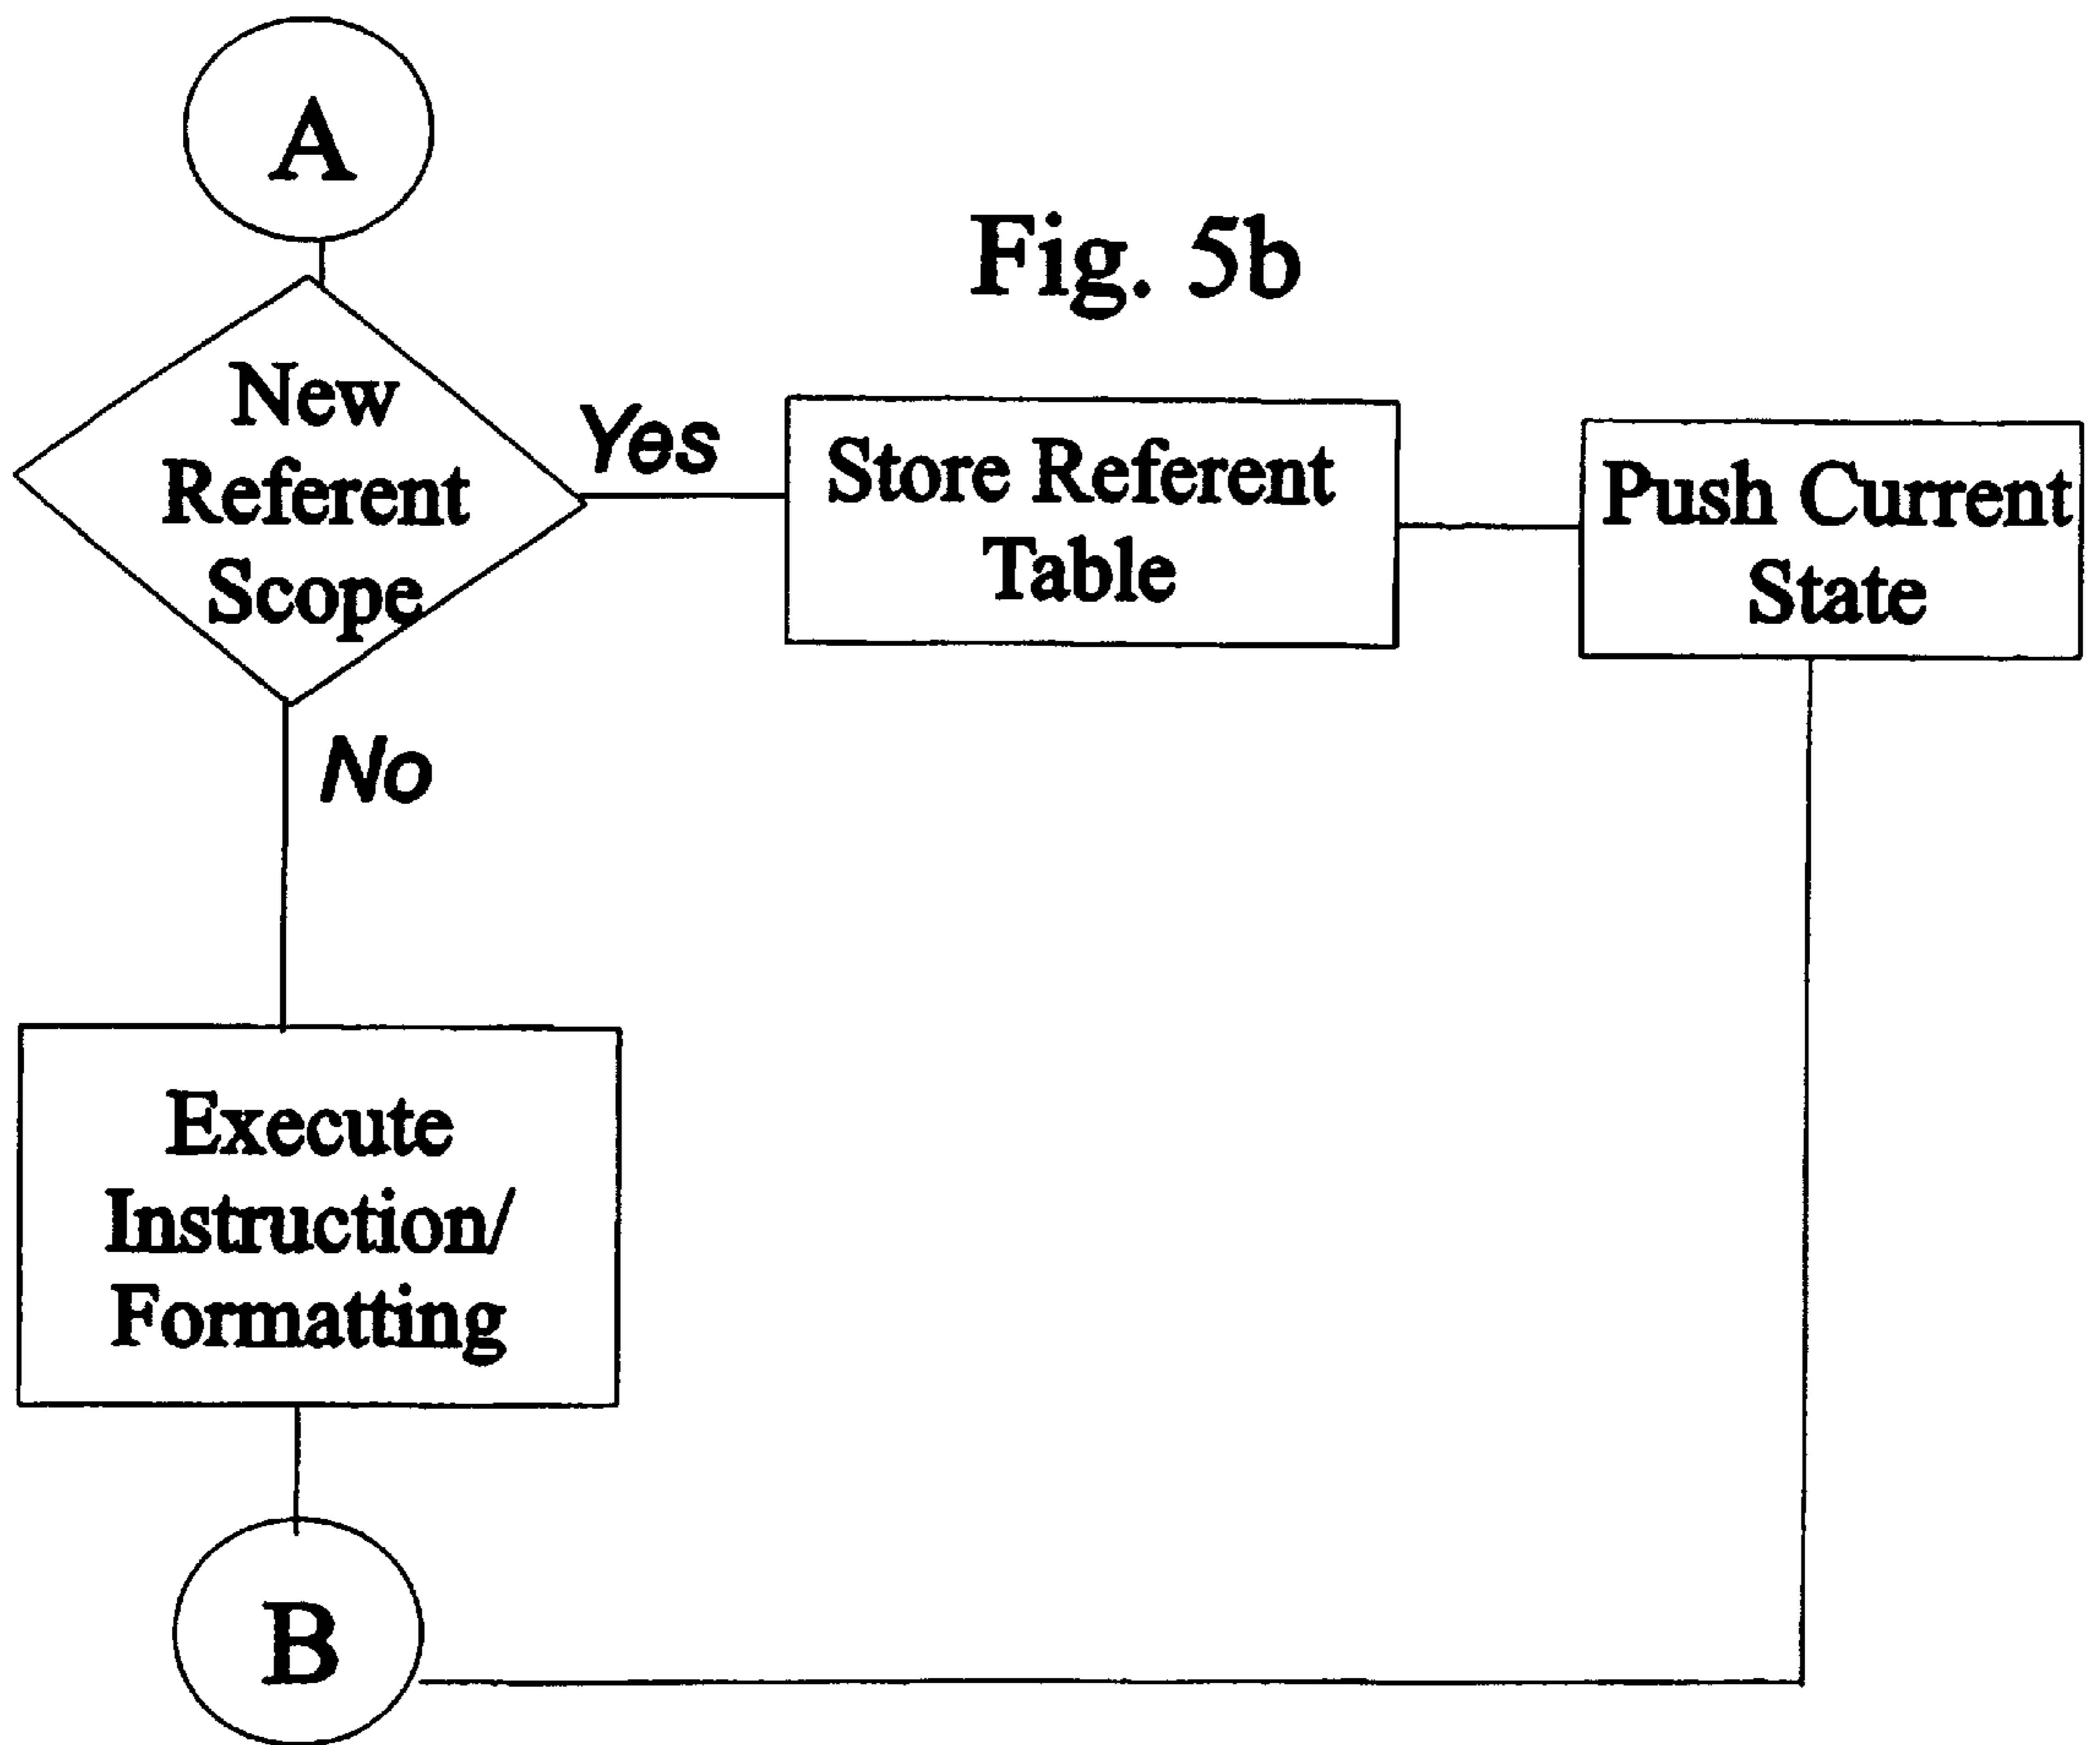 A
Fig. 5b
New
Referent
Scope
Yes
Store Referent
Table
Push Current
State
No
Execute
Instruction/
Formatting
B